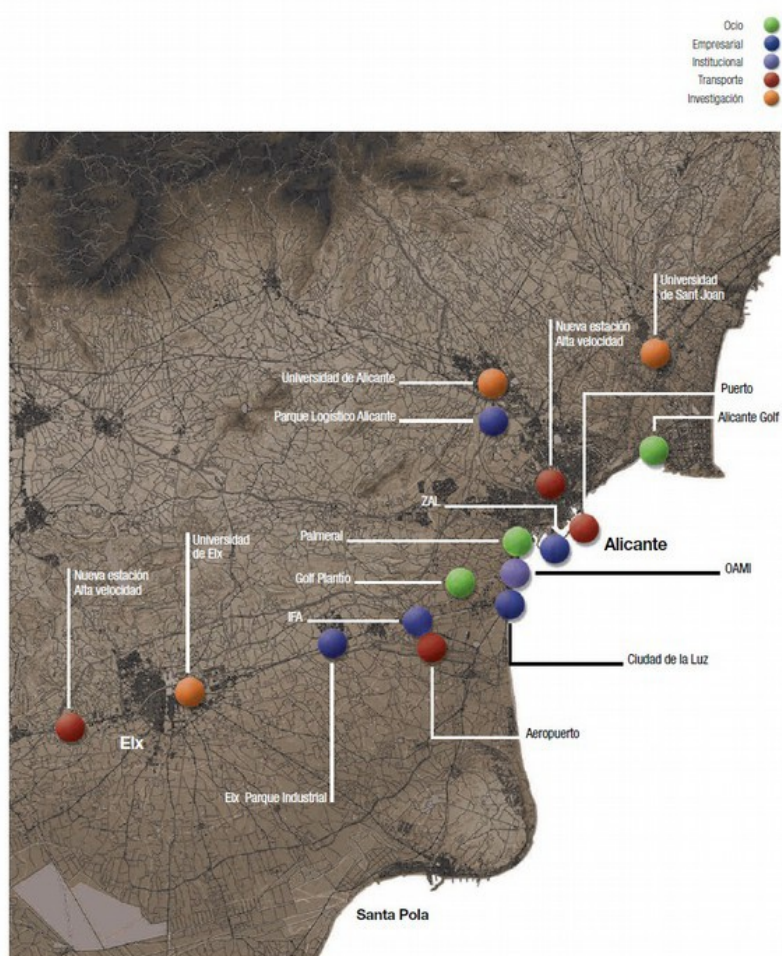 Ocio
Empresarial
Institucional
Transporte
Investigación
Universidad
de Sant Joan
Nueva estación
Alta velocidad
Universidad de Alicante
Puerto
Parque Logístico Alicante
Alicante Golf
ZAL
Palmeral
Universidad
de Elx
Alicante
Nueva estación
Alta velocidad
Golf Plantio
OAMI
IFA
Ciudad de la Luz
Elx
Aeropuerto
Elx Parque Industrial
Santa Pola